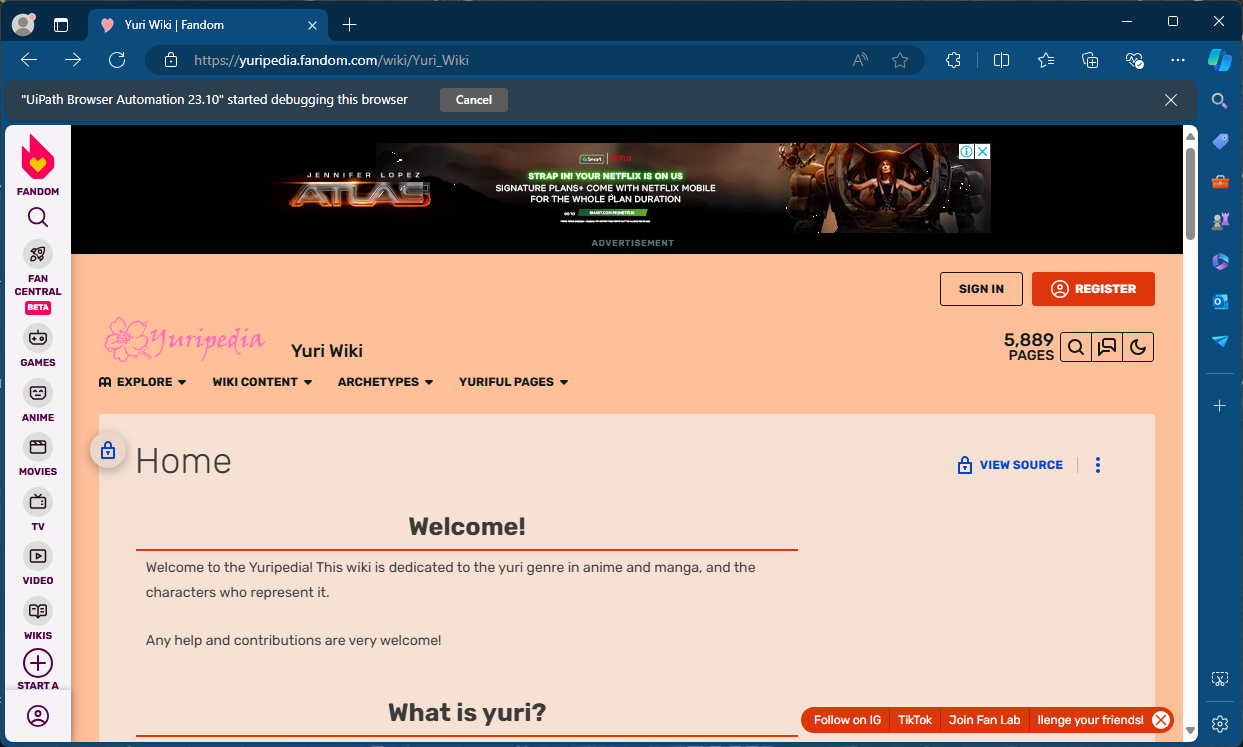 Yuri Wiki | Fandom
https://yuripedia.fandom.com/wiki/Yuri_Wiki
"UiPath Browser Automation 23.10" started debugging this browser
Cancel
FANDOM
FAN
CENTRAL
BETA
GAMES
ANIME
MOVIES
TV
VIDEO
WIKIS
START A
JENNIFER LOPEZ
ATLAS
Smart
NETFLIX
STRAP IN! YOUR NETFLIX IS ON US
SIGNATURE PLANS+ COME WITH NETFLIX MOBILE
FOR THE WHOLE PLAN DURATION
GO TO
ADVERTISEMENT
SIGN IN
REGISTER
Yuripedia
Yuri Wiki
5,889
PAGES
EXPLORE
WIKI CONTENT
ARCHETYPES
YURIFUL PAGES
Home
VIEW SOURCE
Welcome!
Welcome to the Yuripedia! This wiki is dedicated to the yuri genre in anime and manga, and the
characters who represent it.
Any help and contributions are very welcome!
What is yuri?
Follow on IG
TikTok
Join Fan Lab
llenge your friends!